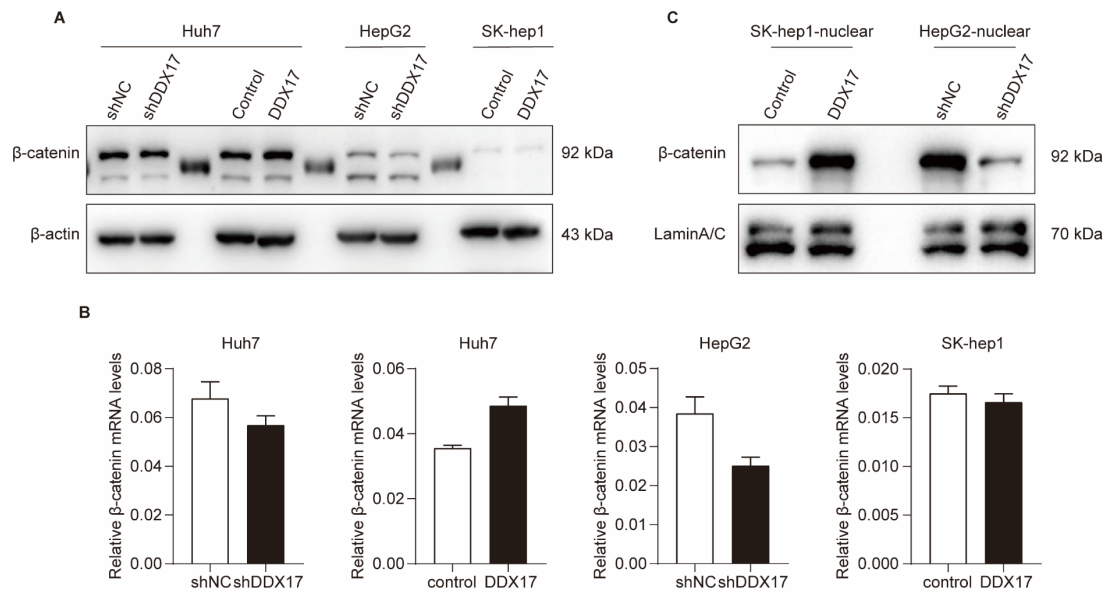 A
Huh7 HepG2 SK-hep1
shNC shDDX17 Control DDX17 shNC shDDX17 Control DDX17
β-catenin 92 kDa
β-actin 43 kDa
C
SK-hep1-nuclear HepG2-nuclear
Control DDX17 shNC shDDX17
β-catenin 92 kDa
LaminA/C 70 kDa
B
Huh7
Relative β-catenin mRNA levels
0.08
0.06
0.04
0.02
0.00
shNC shDDX17
Huh7
Relative β-catenin mRNA levels
0.06
0.04
0.02
0.00
control DDX17
HepG2
Relative β-catenin mRNA levels
0.05
0.04
0.03
0.02
0.01
0.00
shNC shDDX17
SK-hep1
Relative β-catenin mRNA levels
0.020
0.015
0.010
0.005
0.000
control DDX17